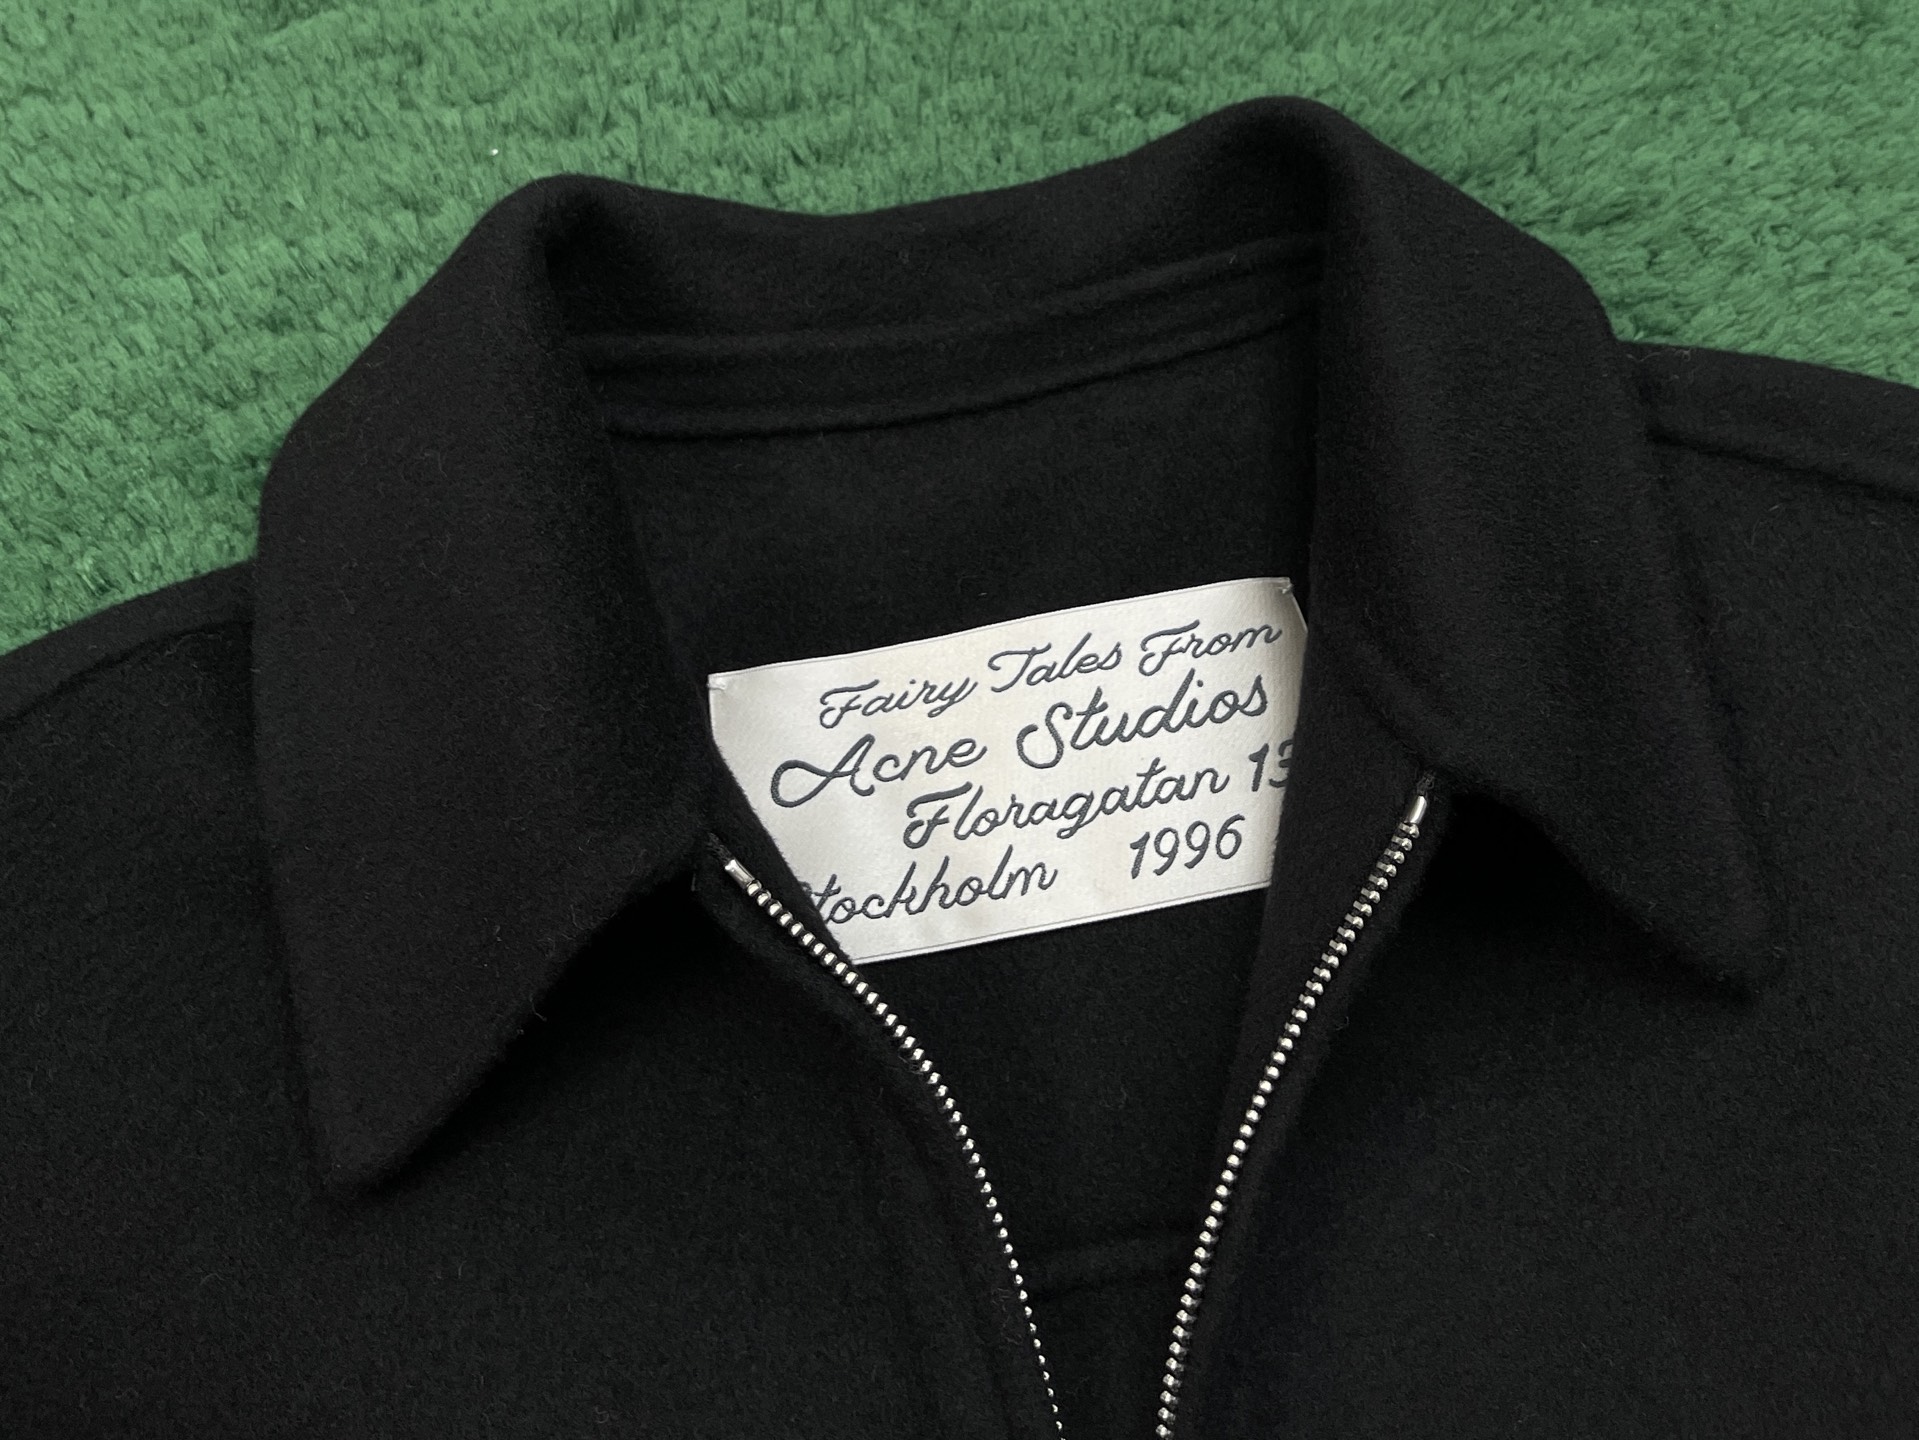 Fairy Tales From
Acne Studios
Floragatan 13
Stockholm 1996